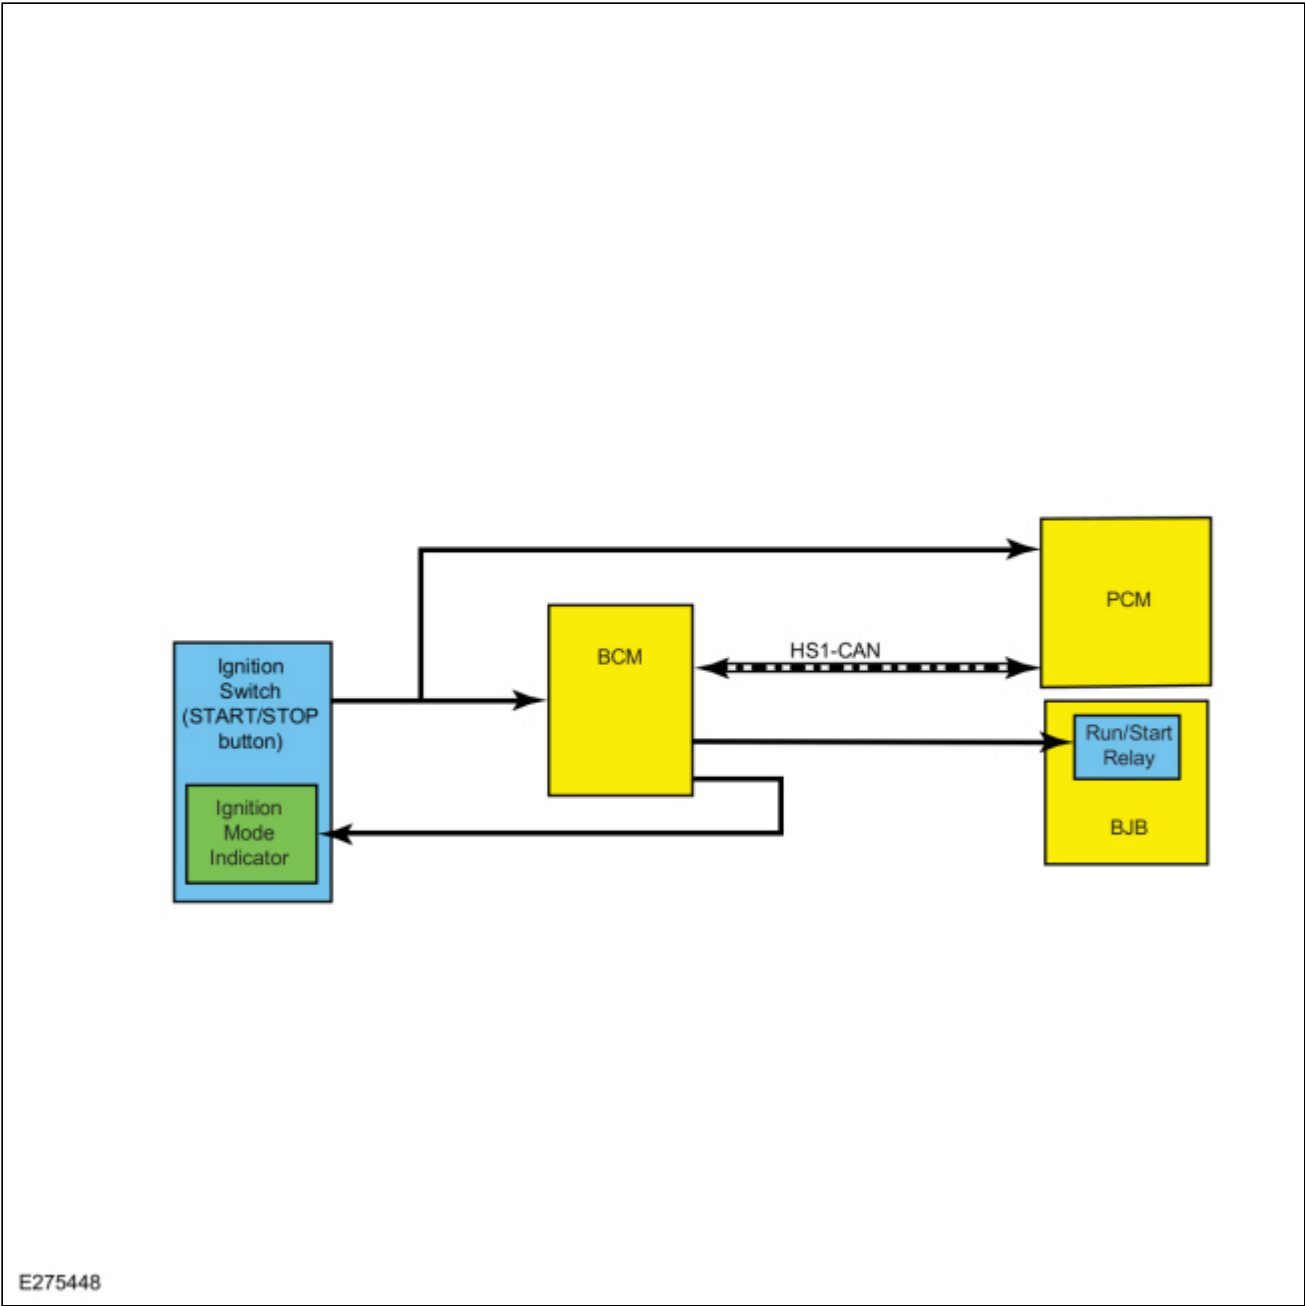 PCM
HS1-CAN
BCM
Ignition
Switch
(START/STOP
button)
Run/Start
Relay
BJB
Ignition
Mode
Indicator
E275448